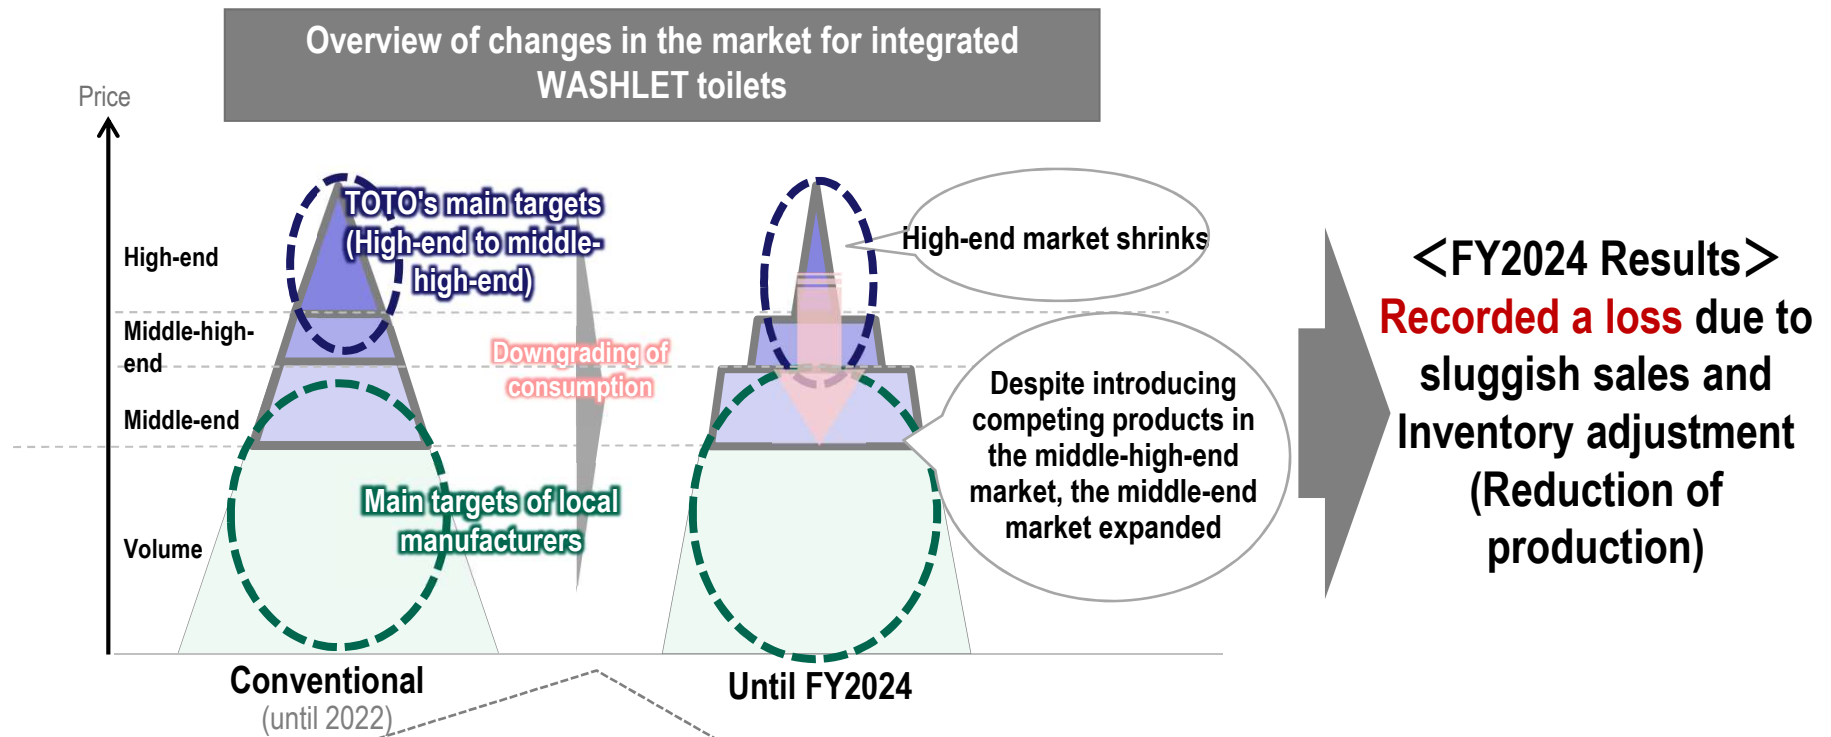 Overview of changes in the market for integrated
WASHLET toilets
Price
High-end
Middle-high-
end
Middle-end
Volume
TOTO's main targets
(High-end to middle-
high-end)
Downgrading of
consumption
Main targets of local
manufacturers
High-end market shrinks
Despite introducing
competing products in
the middle-high-end
market, the middle-end
market expanded
Conventional
(until 2022)
Until FY2024
＜FY2024 Results＞
Recorded a loss due to
sluggish sales and
Inventory adjustment
(Reduction of
production)